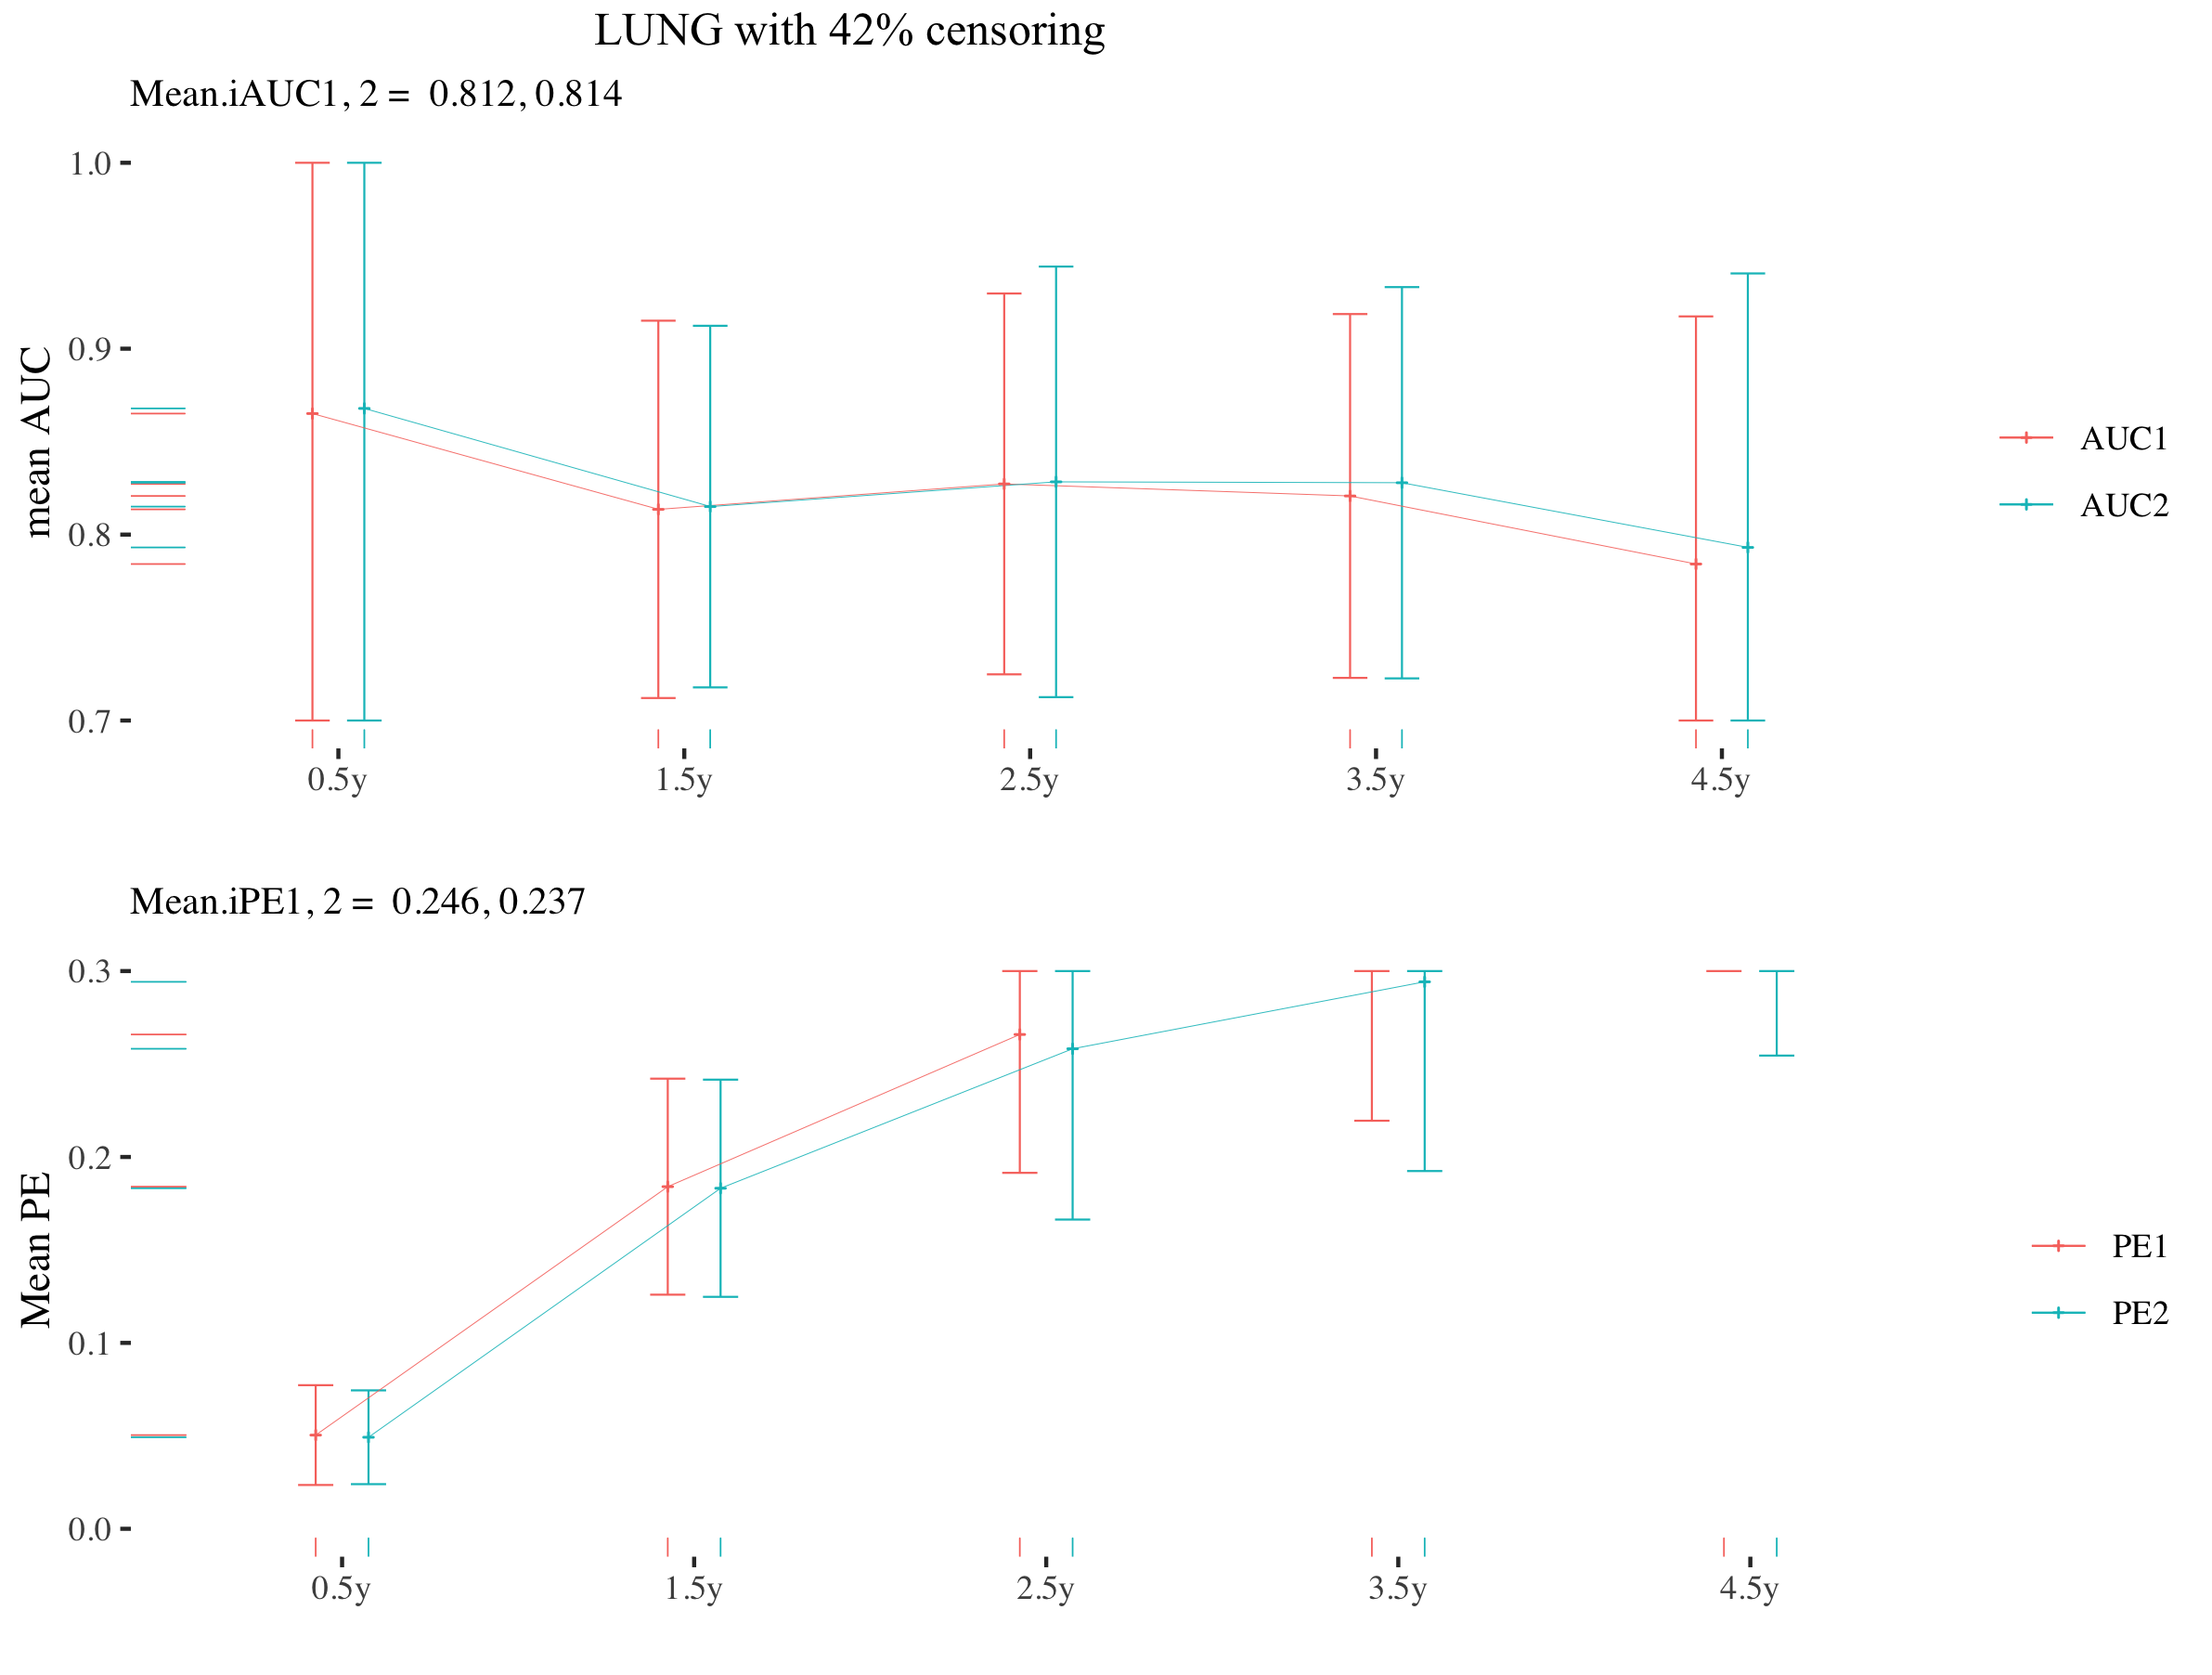 LUNG with 42% censoring
Mean.iAUC1, 2 = 0.812, 0.814
mean AUC
1.0
0.9
0.8
0.7
0.5y 1.5y 2.5y 3.5y 4.5y
AUC1
AUC2
Mean.iPE1, 2 = 0.246, 0.237
Mean PE
0.3
0.2
0.1
0.0
0.5y 1.5y 2.5y 3.5y 4.5y
PE1
PE2